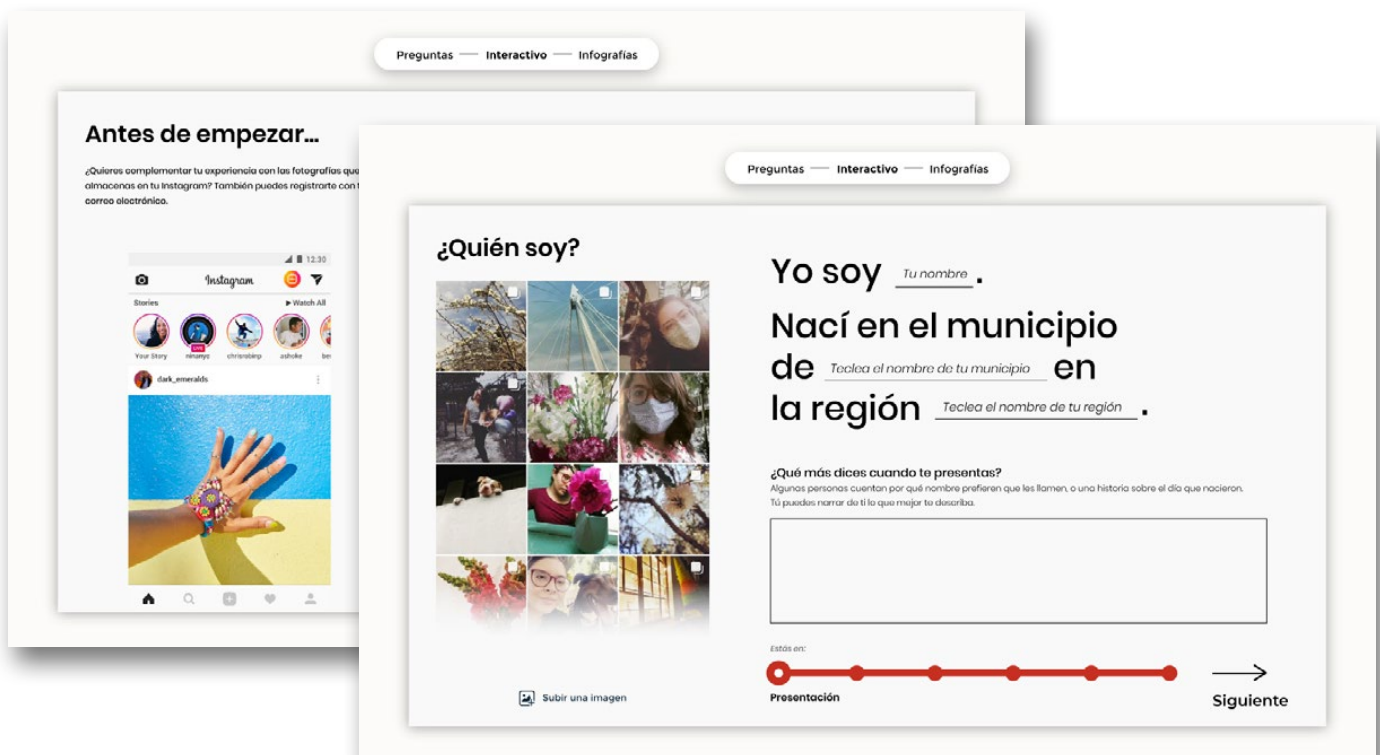 Preguntas — Interactivo — Infografías
Antes de empezar...
¿Quieres complementar tu experiencia con las fotografías que
almacenas en tu Instagram? También puedes registrarte con t
correo electrónico.
12:30
Instagram
Stories
Watch All
LIVE
Your Story
ninanyc
chrisrobinp
ashoke
be
dark_emeralds
Preguntas — Interactivo — Infografías
¿Quién soy?
Subir una imagen
Yo soy Tu nombre .
Nací en el municipio
de Teclea el nombre de tu municipio en
la región Teclea el nombre de tu región .
¿Qué más dices cuando te presentas?
Algunas personas cuentan por qué nombre prefieren que les llamen, o una historia sobre el día que nacieron.
Tú puedes narrar de ti lo que mejor te describa.
Estás en:
Presentación
Siguiente